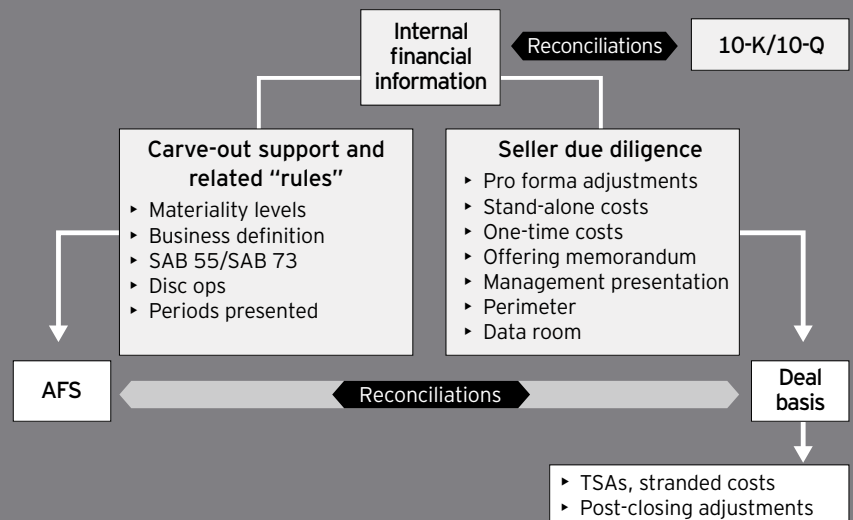 Internal
financial
information
Reconciliations
10-K/10-Q
Carve-out support and
related “rules”
‣ Materiality levels
‣ Business definition
‣ SAB 55/SAB 73
‣ Disc ops
‣ Periods presented
Seller due diligence
‣ Pro forma adjustments
‣ Stand-alone costs
‣ One-time costs
‣ Offering memorandum
‣ Management presentation
‣ Perimeter
‣ Data room
AFS
Reconciliations
Deal
basis
‣ TSAs, stranded costs
‣ Post-closing adjustments